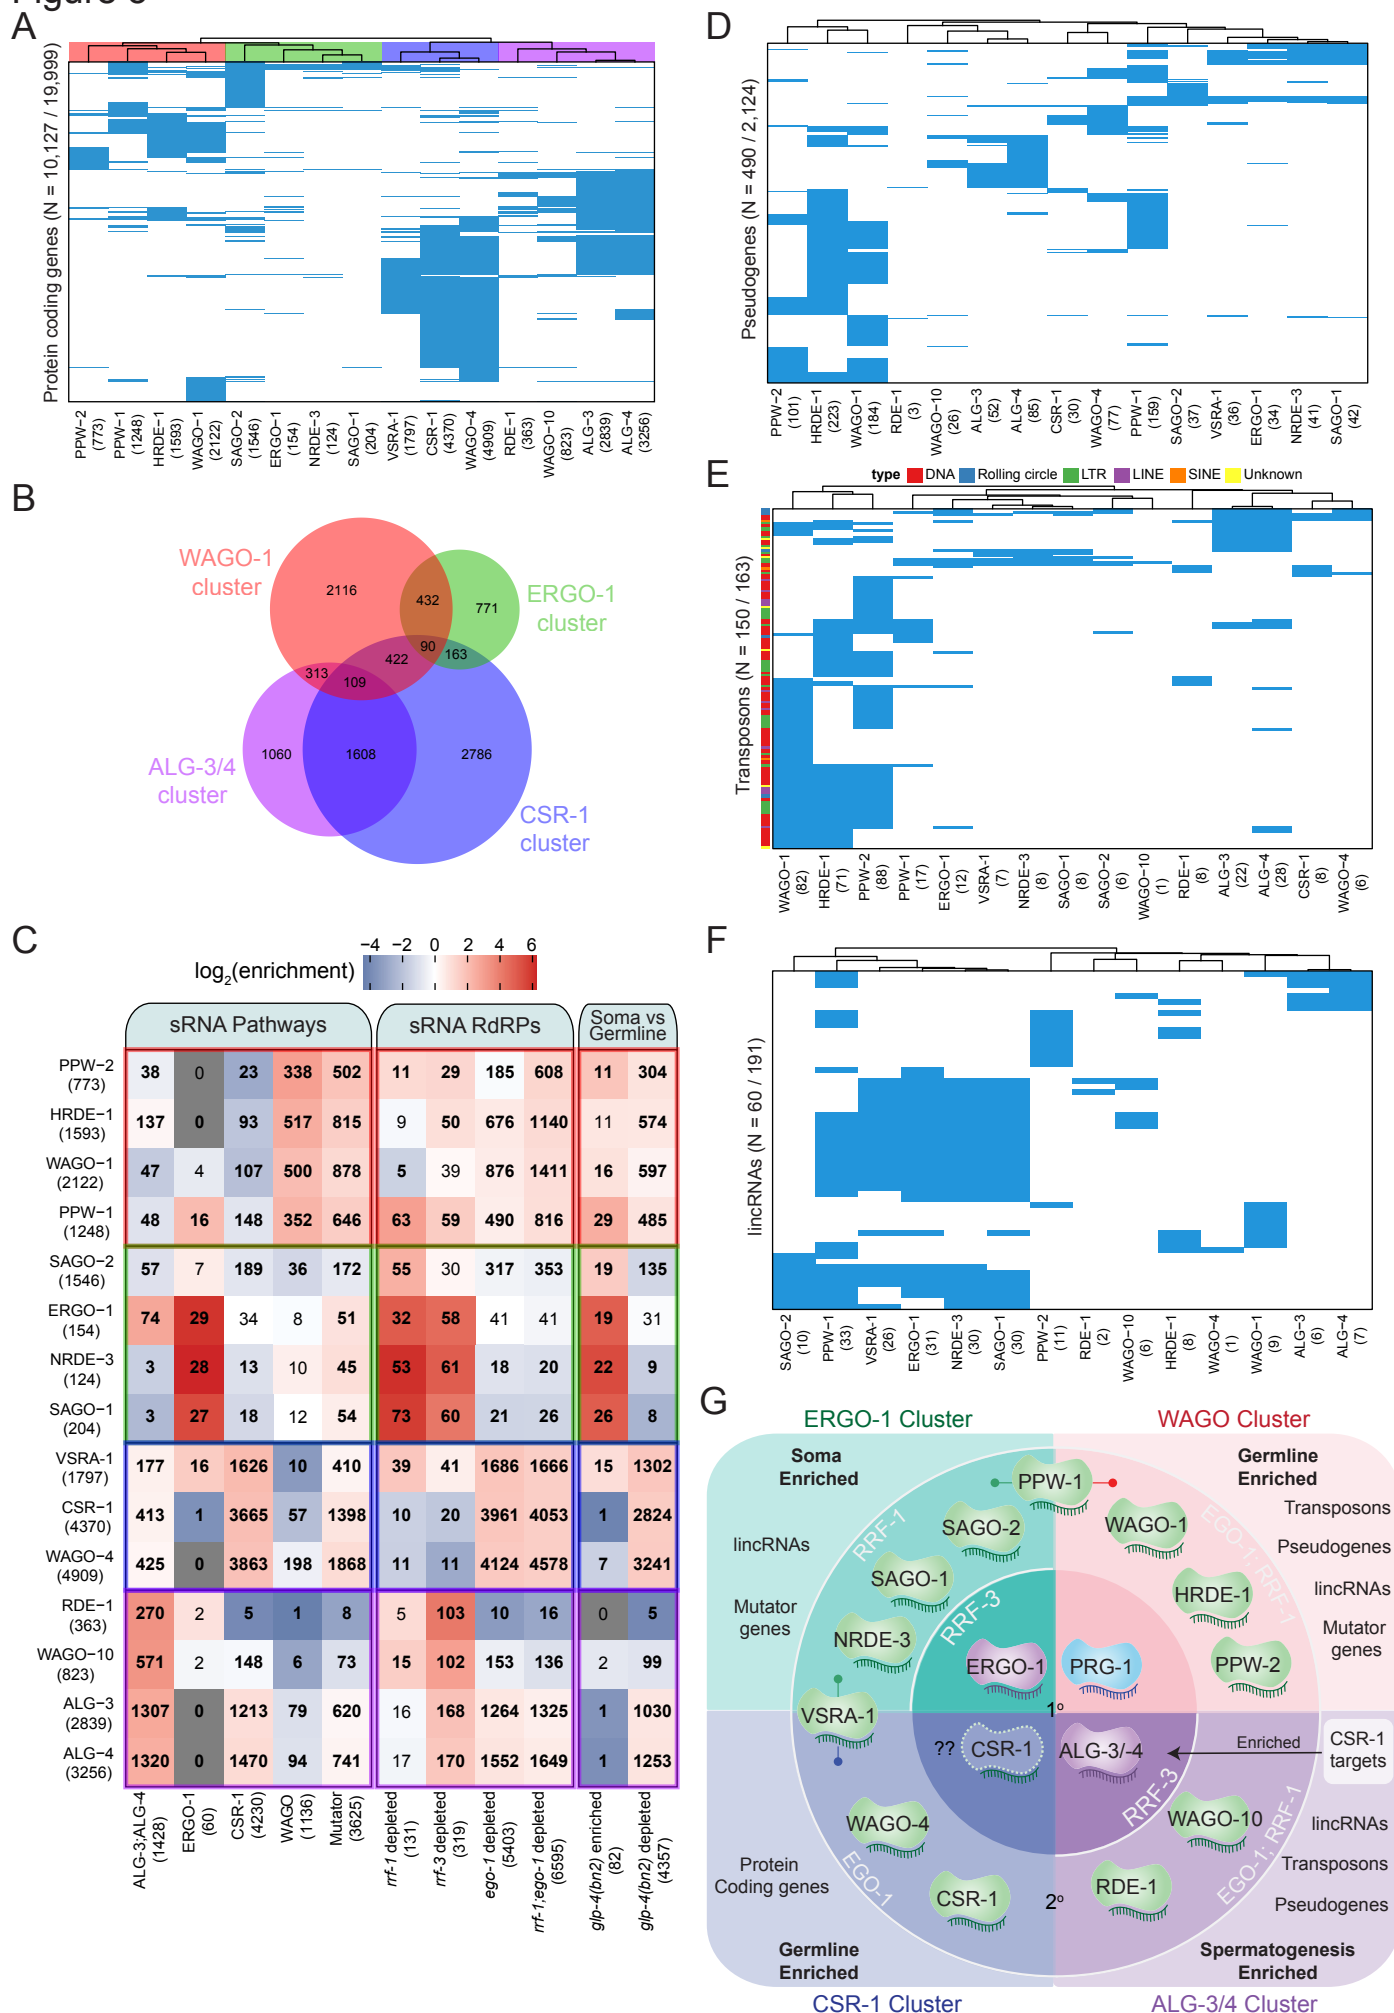 A
Protein coding genes (N = 10,127 / 19,999)
PPW−2 (773)
PPW−1 (1248)
HRDE−1 (1593)
WAGO−1 (2122)
SAGO−2 (1546)
ERGO−1 (154)
NRDE−3 (124)
SAGO−1 (204)
VSRA−1 (1797)
CSR−1 (4370)
WAGO−4 (4909)
RDE−1 (363)
WAGO−10 (823)
ALG−3 (2839)
ALG−4 (3256)
B
WAGO-1
cluster
ERGO-1
cluster
ALG-3/4
cluster
CSR-1
cluster
2116
432
771
90
163
422
313
109
1060
1608
2786
C
log2(enrichment)
−4 −2 0 2 4 6
sRNA Pathways
sRNA RdRPs
Soma vs
Germline
PPW−2 (773) 38 0 23 338 502 11 29 185 608 11 304
HRDE−1 (1593) 137 0 93 517 815 9 50 676 1140 11 574
WAGO−1 (2122) 47 4 107 500 878 5 39 876 1411 16 597
PPW−1 (1248) 48 16 148 352 646 63 59 490 816 29 485
SAGO−2 (1546) 57 7 189 36 172 55 30 317 353 19 135
ERGO−1 (154) 74 29 34 8 51 32 58 41 41 19 31
NRDE−3 (124) 3 28 13 10 45 53 61 18 20 22 9
SAGO−1 (204) 3 27 18 12 54 73 60 21 26 26 8
VSRA−1 (1797) 177 16 1626 10 410 39 41 1686 1666 15 1302
CSR−1 (4370) 413 1 3665 57 1398 10 20 3961 4053 1 2824
WAGO−4 (4909) 425 0 3863 198 1868 11 11 4124 4578 7 3241
RDE−1 (363) 270 2 5 1 8 5 103 10 16 0 5
WAGO−10 (823) 571 2 148 6 73 15 102 153 136 2 99
ALG−3 (2839) 1307 0 1213 79 620 16 168 1264 1325 1 1030
ALG−4 (3256) 1320 0 1470 94 741 17 170 1552 1649 1 1253
ALG−3;ALG−4 (1428)
ERGO−1 (60)
CSR−1 (4230)
WAGO (1136)
Mutator (3625)
rrf-1 depleted (131)
rrf-3 depleted (319)
ego-1 depleted (5403)
rrf-1;ego-1 depleted (6595)
glp-4(bn2) enriched (82)
glp-4(bn2) depleted (4357)
D
Pseudogenes (N = 490 / 2,124)
PPW−2 (101)
HRDE−1 (223)
WAGO−1 (184)
RDE−1 (3)
WAGO−10 (26)
ALG−3 (52)
ALG−4 (85)
CSR−1 (30)
WAGO−4 (77)
PPW−1 (159)
SAGO−2 (37)
VSRA−1 (36)
ERGO−1 (34)
NRDE−3 (41)
SAGO−1 (42)
E
type DNA Rolling circle LTR LINE SINE Unknown
Transposons (N = 150 / 163)
WAGO−1 (82)
HRDE−1 (71)
PPW−2 (88)
PPW−1 (17)
ERGO−1 (12)
VSRA−1 (7)
NRDE−3 (8)
SAGO−1 (8)
SAGO−2 (6)
WAGO−10 (1)
RDE−1 (8)
ALG−3 (22)
ALG−4 (28)
CSR−1 (8)
WAGO−4 (6)
F
lincRNAs (N = 60 / 191)
SAGO−2 (10)
PPW−1 (33)
VSRA−1 (26)
ERGO−1 (31)
NRDE−3 (30)
SAGO−1 (30)
PPW−2 (11)
RDE−1 (2)
WAGO−10 (6)
HRDE−1 (8)
WAGO−4 (1)
WAGO−1 (9)
ALG−3 (6)
ALG−4 (7)
G
ERGO-1 Cluster
WAGO Cluster
Soma
Enriched
Germline
Enriched
lincRNAs
Mutator
genes
Transposons
Pseudogenes
lincRNAs
Mutator
genes
RRF-1
EGO-1; RRF-1
RRF-3
PPW-1
SAGO-2
WAGO-1
SAGO-1
HRDE-1
NRDE-3
ERGO-1
PRG-1
PPW-2
VSRA-1
1º
??
CSR-1
ALG-3/-4
Enriched
CSR-1
targets
RRF-3
WAGO-4
WAGO-10
EGO-1
EGO-1; RRF-1
CSR-1
2º
RDE-1
Protein
Coding genes
lincRNAs
Transposons
Pseudogenes
Germline
Enriched
Spermatogenesis
Enriched
CSR-1 Cluster
ALG-3/4 Cluster